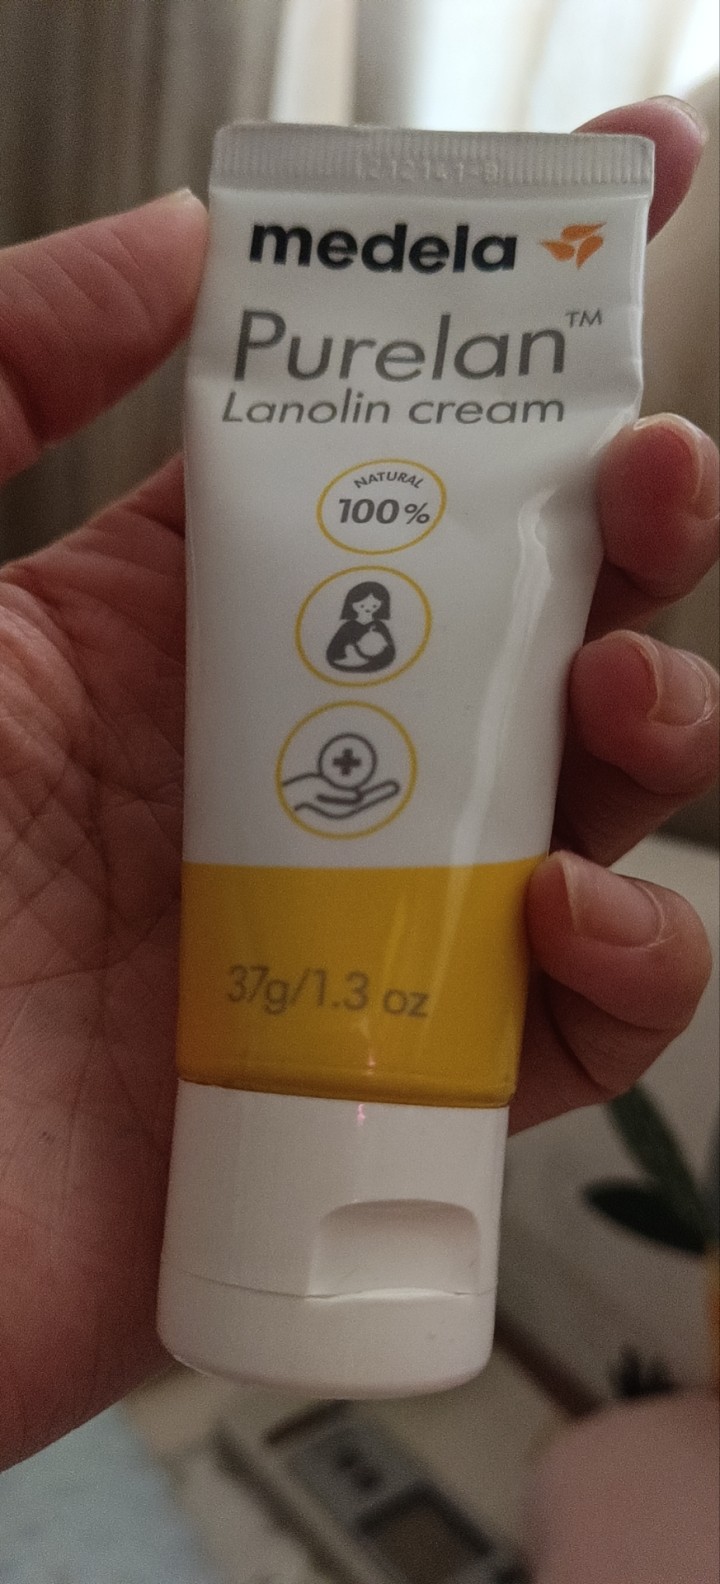 medela
Purelan™
Lanolin cream
NATURAL
100%
37g/1.3 oz